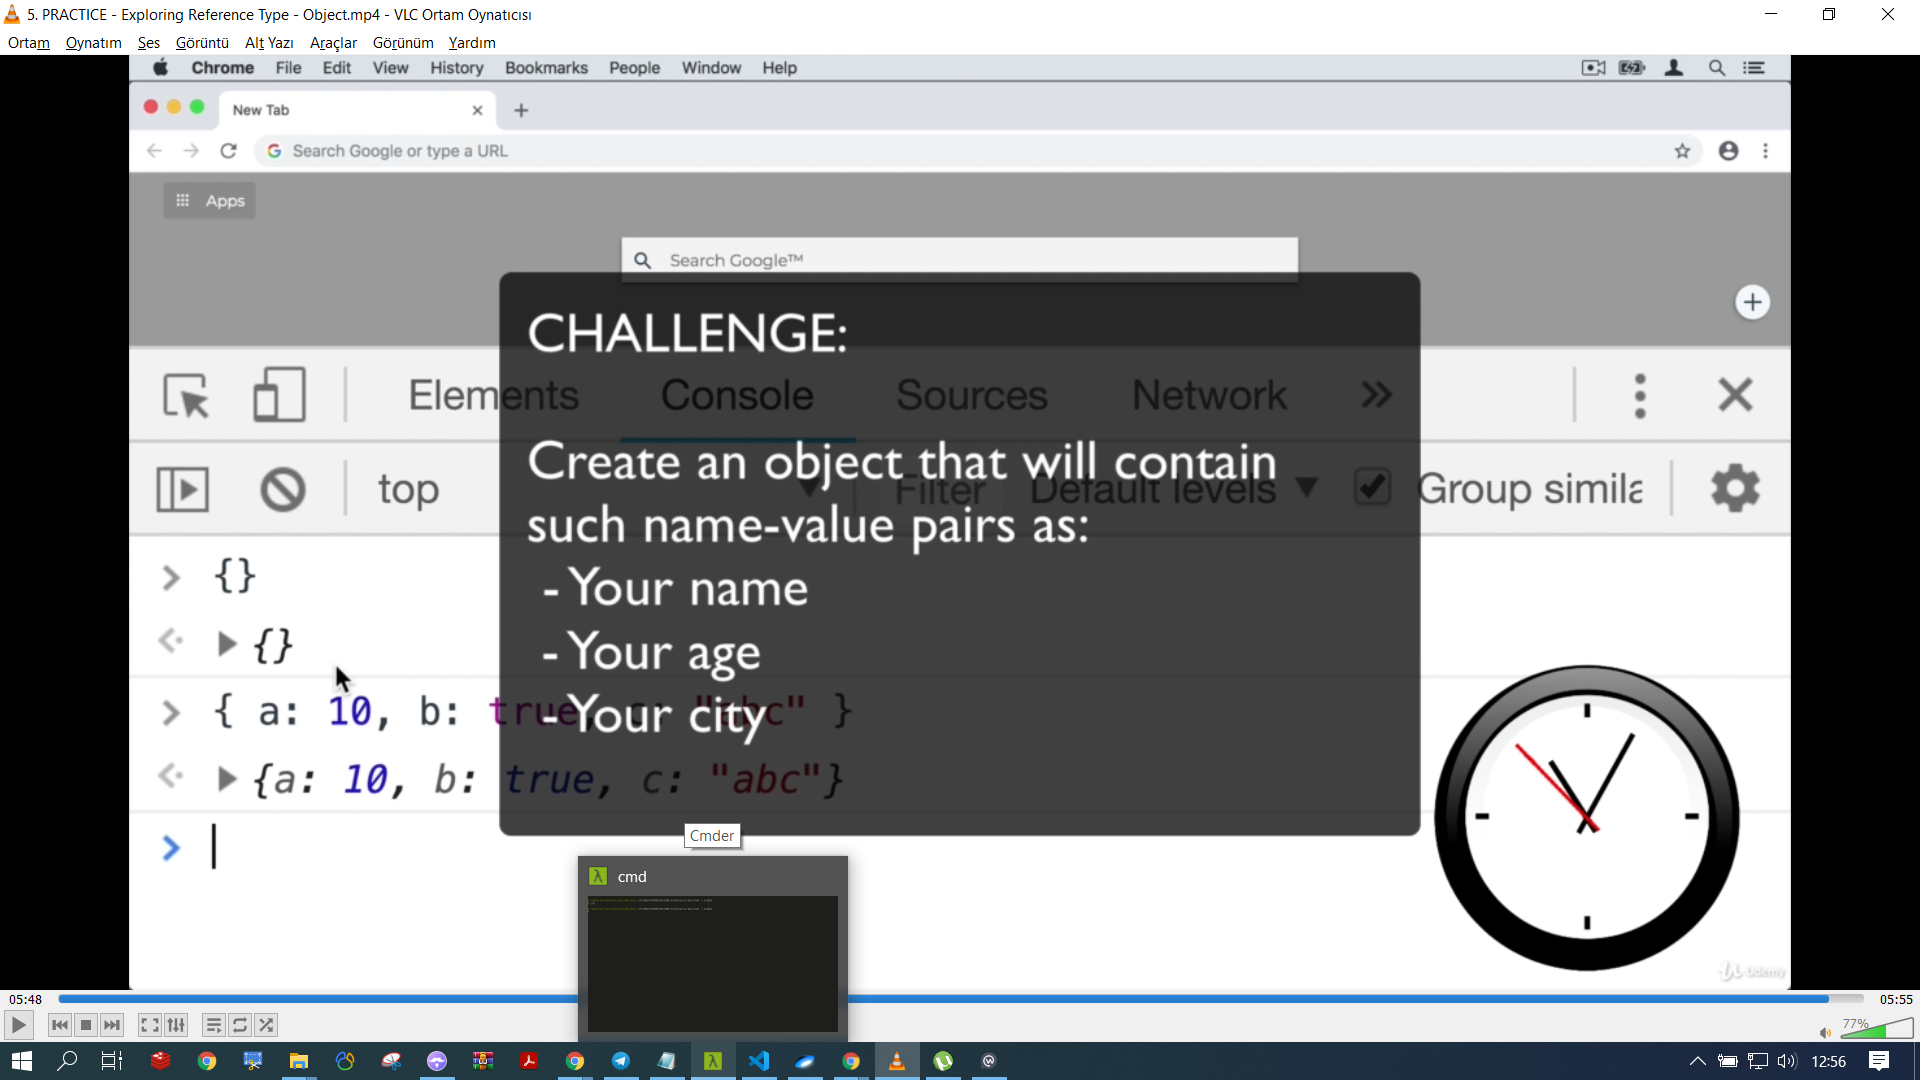 5. PRACTICE - Exploring Reference Type - Object.mp4 - VLC Ortam Oynatıcısı
Ortam Oynatım Ses Görüntü Alt Yazı Araçlar Görünüm Yardım
Chrome File Edit View History Bookmarks People Window Help
New Tab
Search Google or type a URL
Apps
Search Google™
CHALLENGE:
Elements Console Sources Network »
Create an object that will contain
top Filter Default levels ▼ Group simila
such name-value pairs as:
> {}
- Your name
{}
- Your age
> { a: 10, b: true, c: "abc" }
- Your city
{a: 10, b: true, c: "abc"}
>
Cmder
λ cmd
Udemy
05:48 05:55
77%
12:56